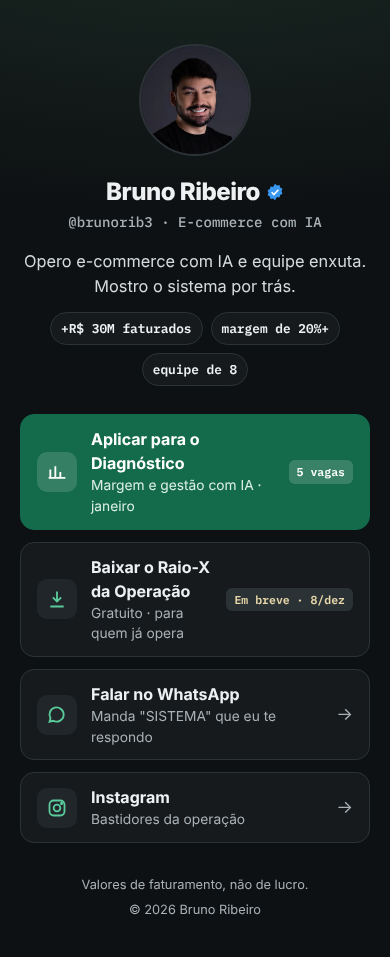 Bruno Ribeiro
@brunorib3 · E-commerce com IA
Opero e-commerce com IA e equipe enxuta.
Mostro o sistema por trás.
+R$ 30M faturados
margem de 20%+
equipe de 8
Aplicar para o
Diagnóstico
Margem e gestão com IA ·
janeiro
5 vagas
Baixar o Raio-X
da Operação
Gratuito · para
quem já opera
Em breve · 8/dez
Falar no WhatsApp
Manda "SISTEMA" que eu te
respondo
Instagram
Bastidores da operação
Valores de faturamento, não de lucro.
© 2026 Bruno Ribeiro